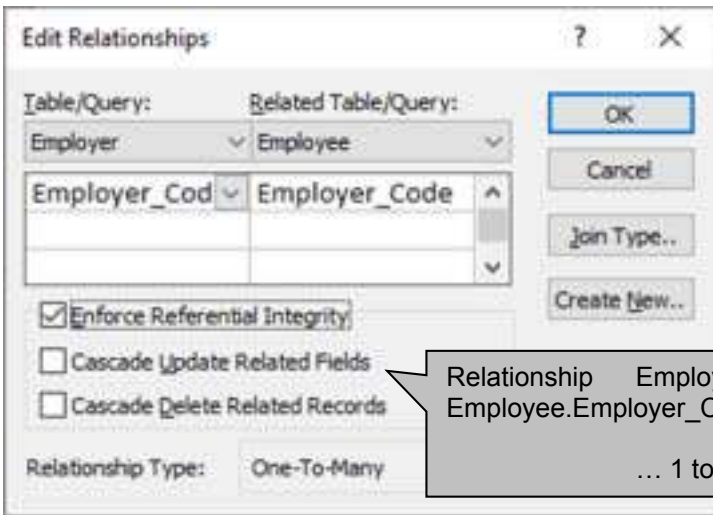 Edit Relationships ? ×
Table/Query: Related Table/Query:
Employer Employee
Employer_Cod Employer_Code
Enforce Referential Integrity
Cascade Update Related Fields
Cascade Delete Related Records
Relationship Type: One-To-Many
OK
Cancel
Join Type..
Create New..
Relationship
Employee.Employer_
… 1 to